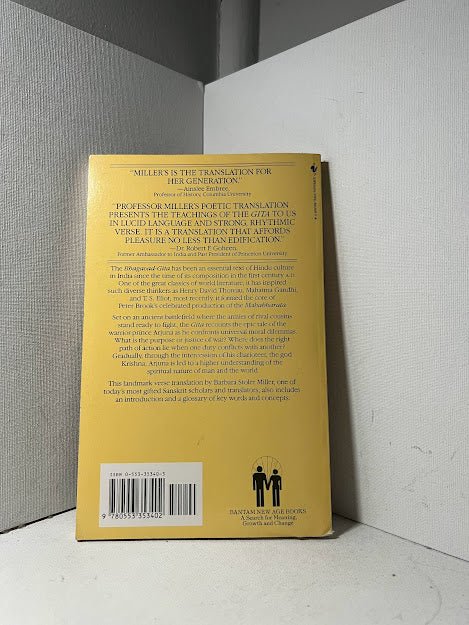 "MILLER'S IS THE TRANSLATION FOR
HER GENERATION."
—Ainslee Embree,
Professor of History, Columbia University
"PROFESSOR MILLER'S POETIC TRANSLATION
PRESENTS THE TEACHINGS OF THE GITA TO US
IN LUCID LANGUAGE AND STRONG, RHYTHMIC
VERSE. IT IS A TRANSLATION THAT AFFORDS
PLEASURE NO LESS THAN EDIFICATION."
—Dr. Robert F. Goheen,
Former Ambassador to India and Past President of Princeton University
The Bhagavad-Gita has been an essential text of Hindu culture
in India since the time of its composition in the first century A.D.
One of the great classics of world literature, it has inspired
such diverse thinkers as Henry David Thoreau, Mahatma Gandhi,
and T. S. Eliot; most recently, it formed the core of
Peter Brook's celebrated production of the Mahabharata.
Set on an ancient battlefield where the armies of rival cousins
stand ready to fight, the Gita recounts the epic tale of the
warrior prince Arjuna as he confronts universal moral dilemmas.
What is the purpose or justice of war? Where does the right
path of action lie when one duty conflicts with another?
Gradually, through the intercession of his charioteer, the god
Krishna, Arjuna is led to a higher understanding of the
spiritual nature of man and the world.
This landmark verse translation by Barbara Stoler Miller, one of
today's most gifted Sanskrit scholars and translators, also includes
an introduction and a glossary of key words and concepts.
ISBN 0-553-35340-3
9 780553 353402
BANTAM NEW AGE BOOKS
A Search for Meaning,
Growth and Change